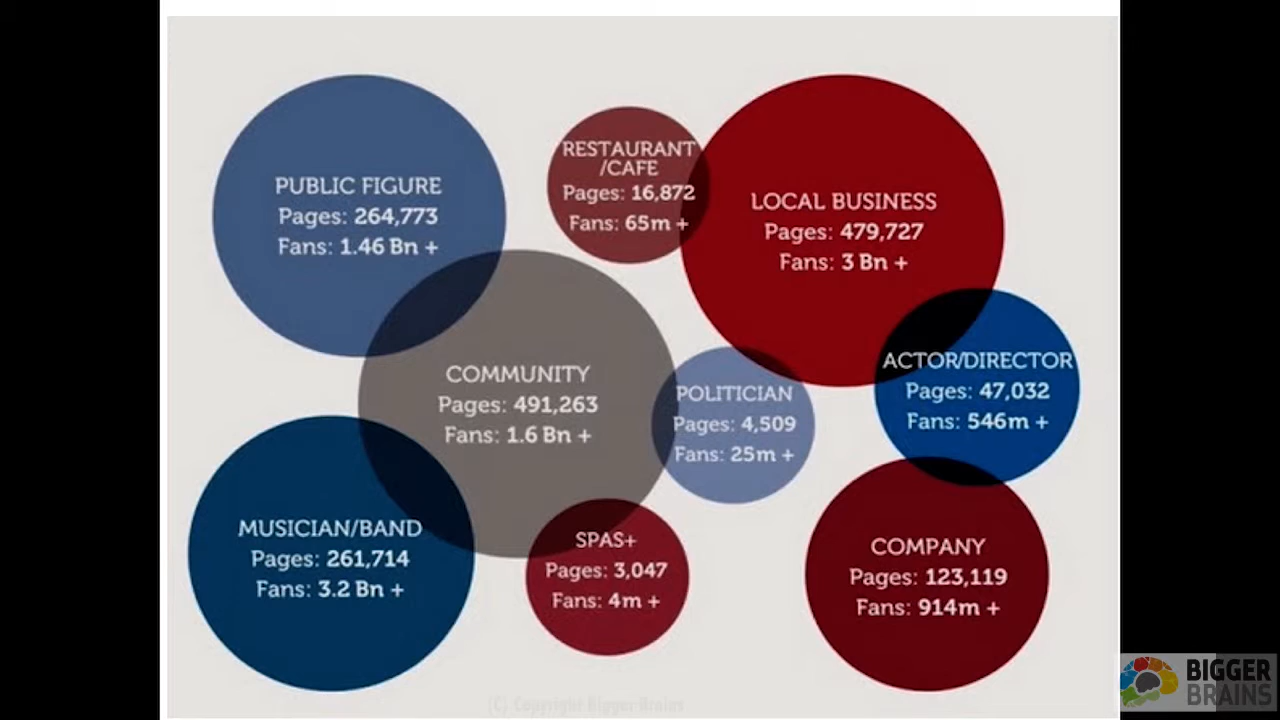 PUBLIC FIGURE
Pages: 264,773
Fans: 1.46 Bn +
RESTAURANT
/CAFE
Pages: 16,872
Fans: 65m +
LOCAL BUSINESS
Pages: 479,727
Fans: 3 Bn +
COMMUNITY
Pages: 491,263
Fans: 1.6 Bn +
POLITICIAN
Pages: 4,509
Fans: 25m +
ACTOR/DIRECTOR
Pages: 47,032
Fans: 546m +
MUSICIAN/BAND
Pages: 261,714
Fans: 3.2 Bn +
SPAS+
Pages: 3,047
Fans: 4m +
COMPANY
Pages: 123,119
Fans: 914m +
(C) Copyright Bigger Brains
BIGGER
BRAINS